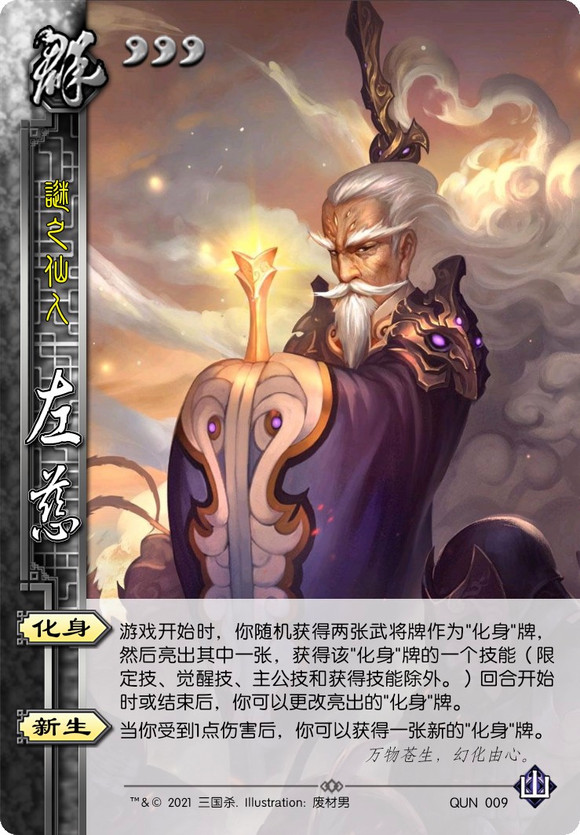 群
謎之仙人
左慈
化身
游戏开始时，你随机获得两张武将牌作为"化身"牌，
然后亮出其中一张，获得该"化身"牌的一个技能（限
定技、觉醒技、主公技和获得技能除外。）回合开始
时或结束后，你可以更改亮出的"化身"牌。
新生
当你受到1点伤害后，你可以获得一张新的"化身"牌。
万物苍生，幻化由心。
™&© 2021 三国杀. Illustration: 废材男
QUN 009
山